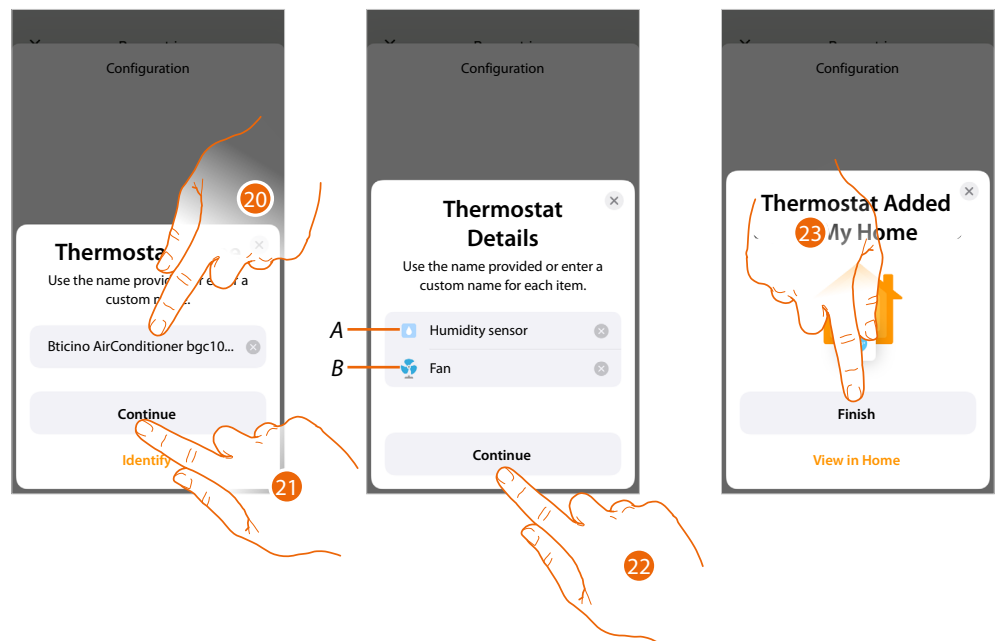 Configuration
20
Thermosta
Use the name a
custom
Bticino AirConditioner bgc10...
Continue
Identify
21
Configuration
Thermostat
Details
Use the name provided or enter a
custom name for each item.
A
Humidity sensor
B
Fan
Continue
22
Configuration
Thermostat Added
23 My Home
Finish
View in Home